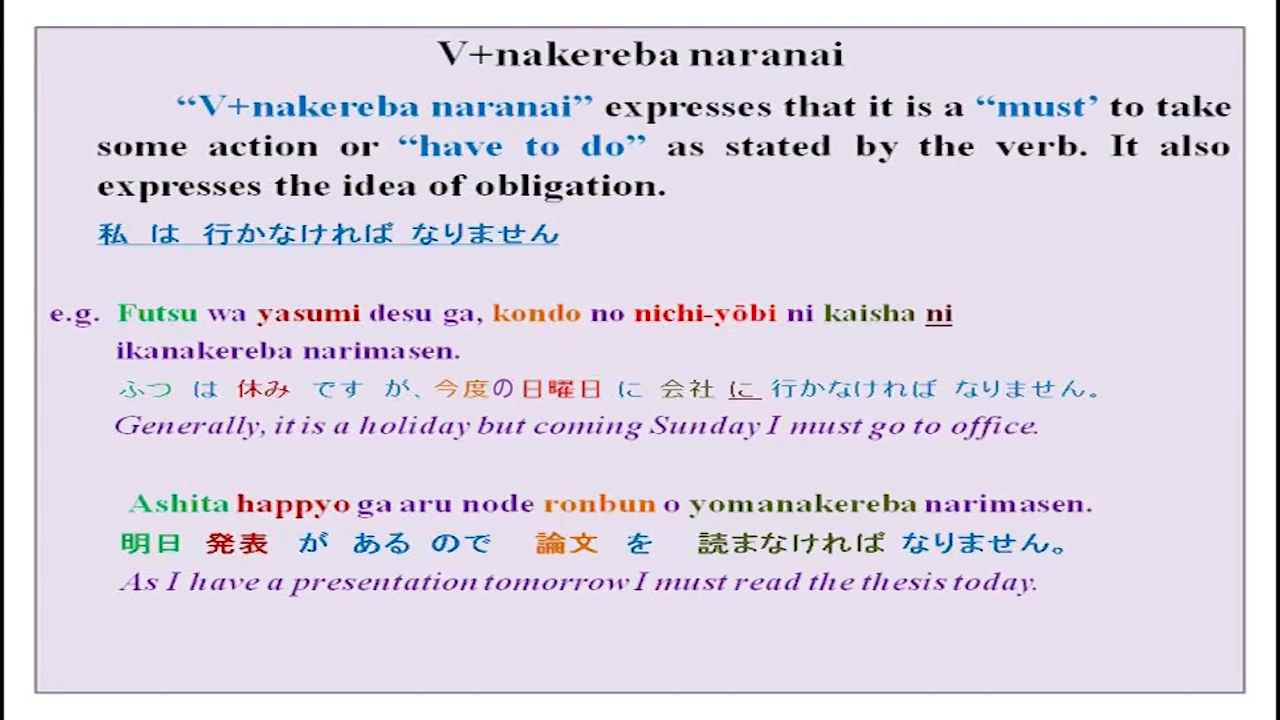 V+nakereba naranai
“V+nakereba naranai” expresses that it is a “must’ to take
some action or “have to do” as stated by the verb. It also
expresses the idea of obligation.
私 は 行かなければ なりません
e.g. Futsu wa yasumi desu ga, kondo no nichi-yōbi ni kaisha ni
ikanakereba narimasen.
ふつ は 休み です が、今度の日曜日 に 会社 に 行かなければ なりません。
Generally, it is a holiday but coming Sunday I must go to office.
Ashita happyo ga aru node ronbun o yomanakereba narimasen.
明日 発表 が ある ので 論文 を 読まなければ なりません。
As I have a presentation tomorrow I must read the thesis today.